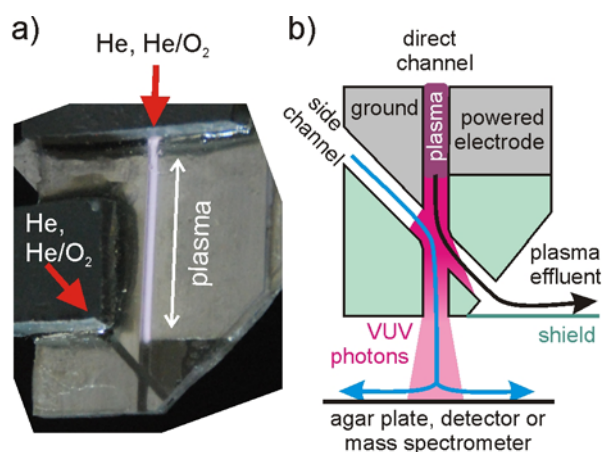 a)
He, He/O₂
He,
He/O₂
plasma
b)
direct
channel
side
channel
ground
plasma
powered
electrode
plasma
effluent
VUV
photons
shield
agar plate, detector or
mass spectrometer